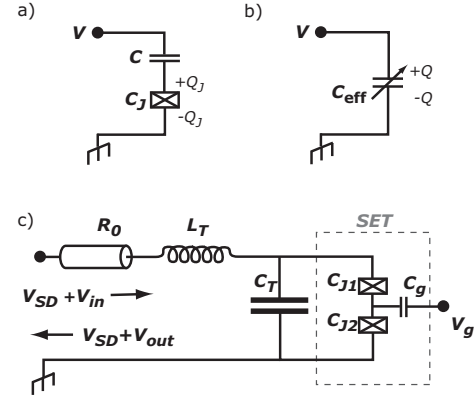 a)
V
C
C_J
+Q_J
-Q_J
b)
V
C_eff
+Q
-Q
c)
R_0
L_T
SET
C_T
C_J1
C_g
C_J2
V_SD +V_in
V_SD+V_out
V_g